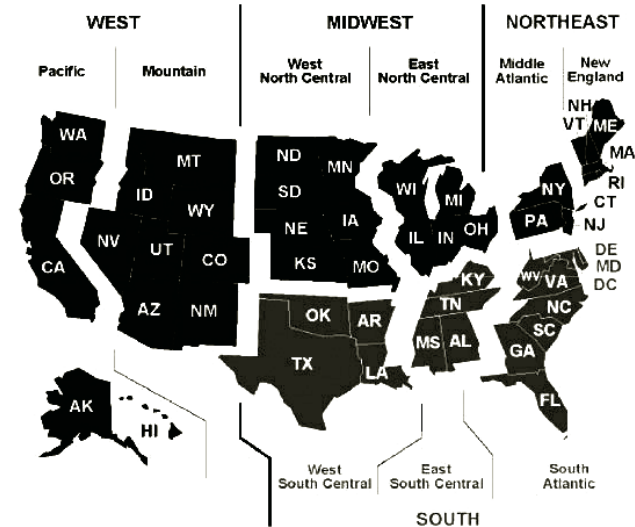 WEST
MIDWEST
NORTHEAST
Pacific
Mountain
West
North Central
East
North Central
Middle
Atlantic
New
England
WA
OR
CA
NV
ID
MT
WY
UT
CO
AZ
NM
AK
HI
ND
SD
NE
KS
MN
IA
MO
WI
MI
IL
IN
OH
NY
PA
NH
VT
ME
MA
RI
CT
NJ
DE
MD
DC
WV
VA
NC
SC
GA
FL
KY
TN
MS
AL
OK
AR
TX
LA
West
South Central
East
South Central
South
Atlantic
SOUTH